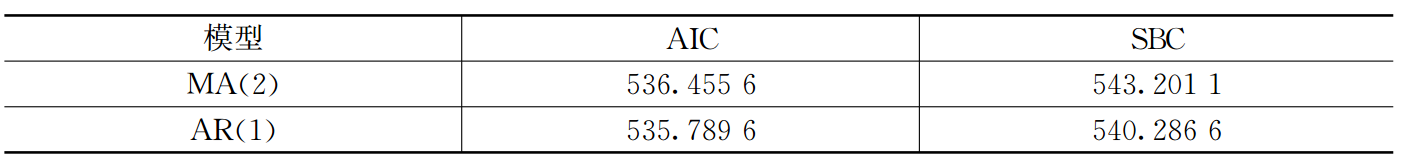 模型 AIC SBC
MA(2) 536.455 6 543.201 1
AR(1) 535.789 6 540.286 6